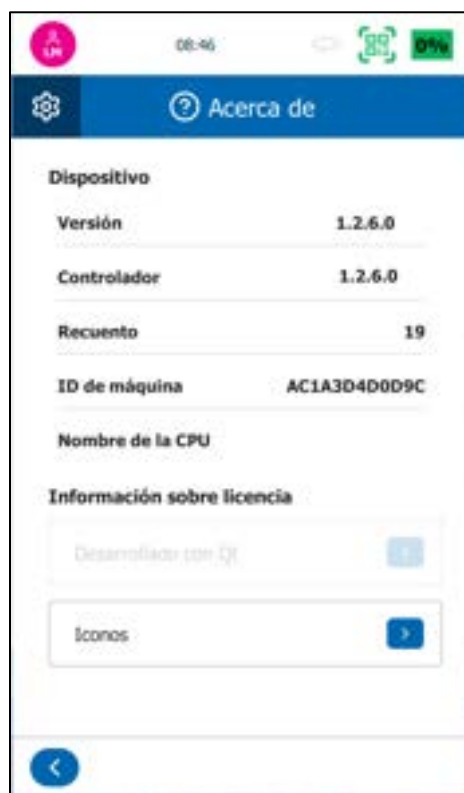 LM
08:46
0%
Acerca de
Dispositivo
Versión 1.2.6.0
Controlador 1.2.6.0
Recuento 19
ID de máquina AC1A3D4D0D9C
Nombre de la CPU
Información sobre licencia
Desarrollado con Qt
Iconos